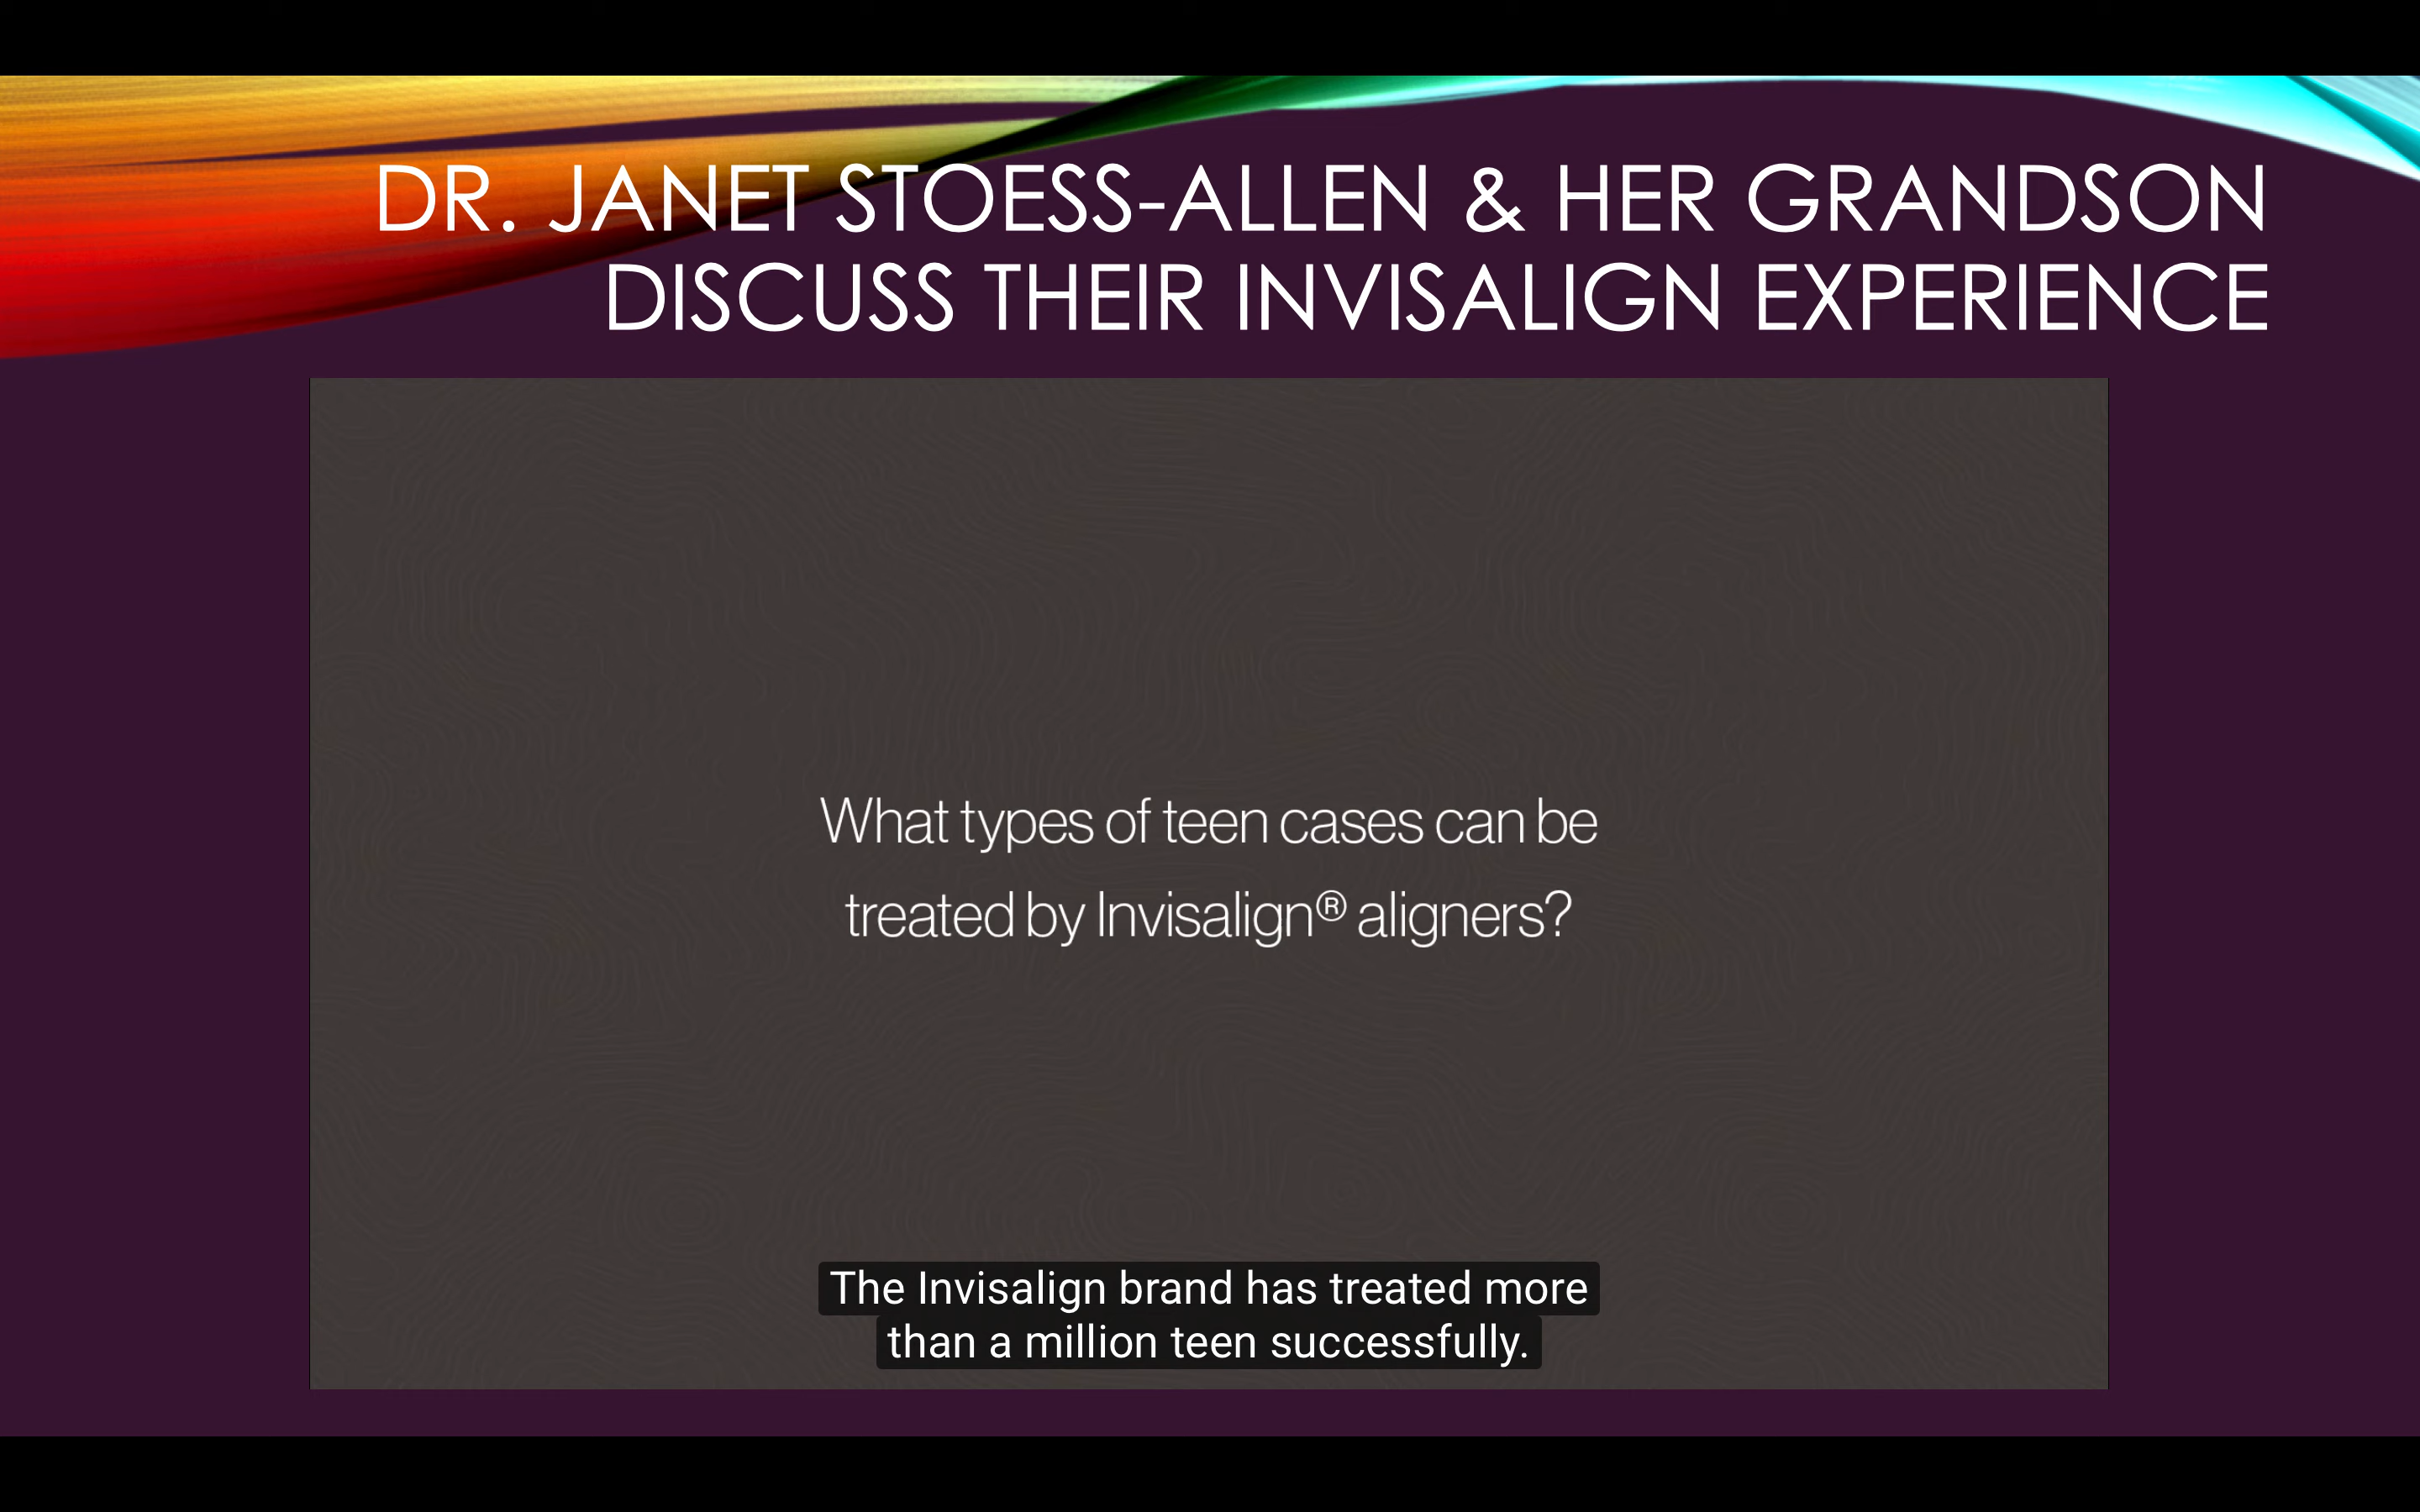 DR. JANET STOESS-ALLEN & HER GRANDSON
DISCUSS THEIR INVISALIGN EXPERIENCE
What types of teen cases can be
treated by Invisalign® aligners?
The Invisalign brand has treated more
than a million teen successfully.